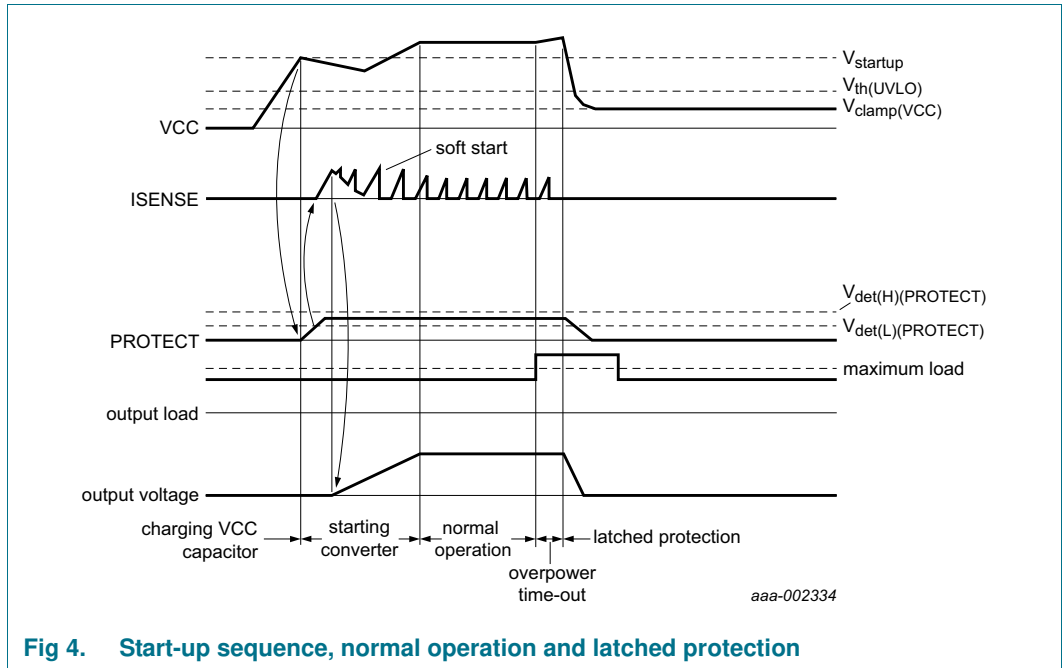 Vstartup
Vth(UVLO)
Vclamp(VCC)
VCC
soft start
ISENSE
Vdet(H)(PROTECT)
Vdet(L)(PROTECT)
PROTECT
maximum load
output load
output voltage
charging VCC
capacitor
starting
converter
normal
operation
latched protection
overpower
time-out
aaa-002334
Fig 4. Start-up sequence, normal operation and latched protection